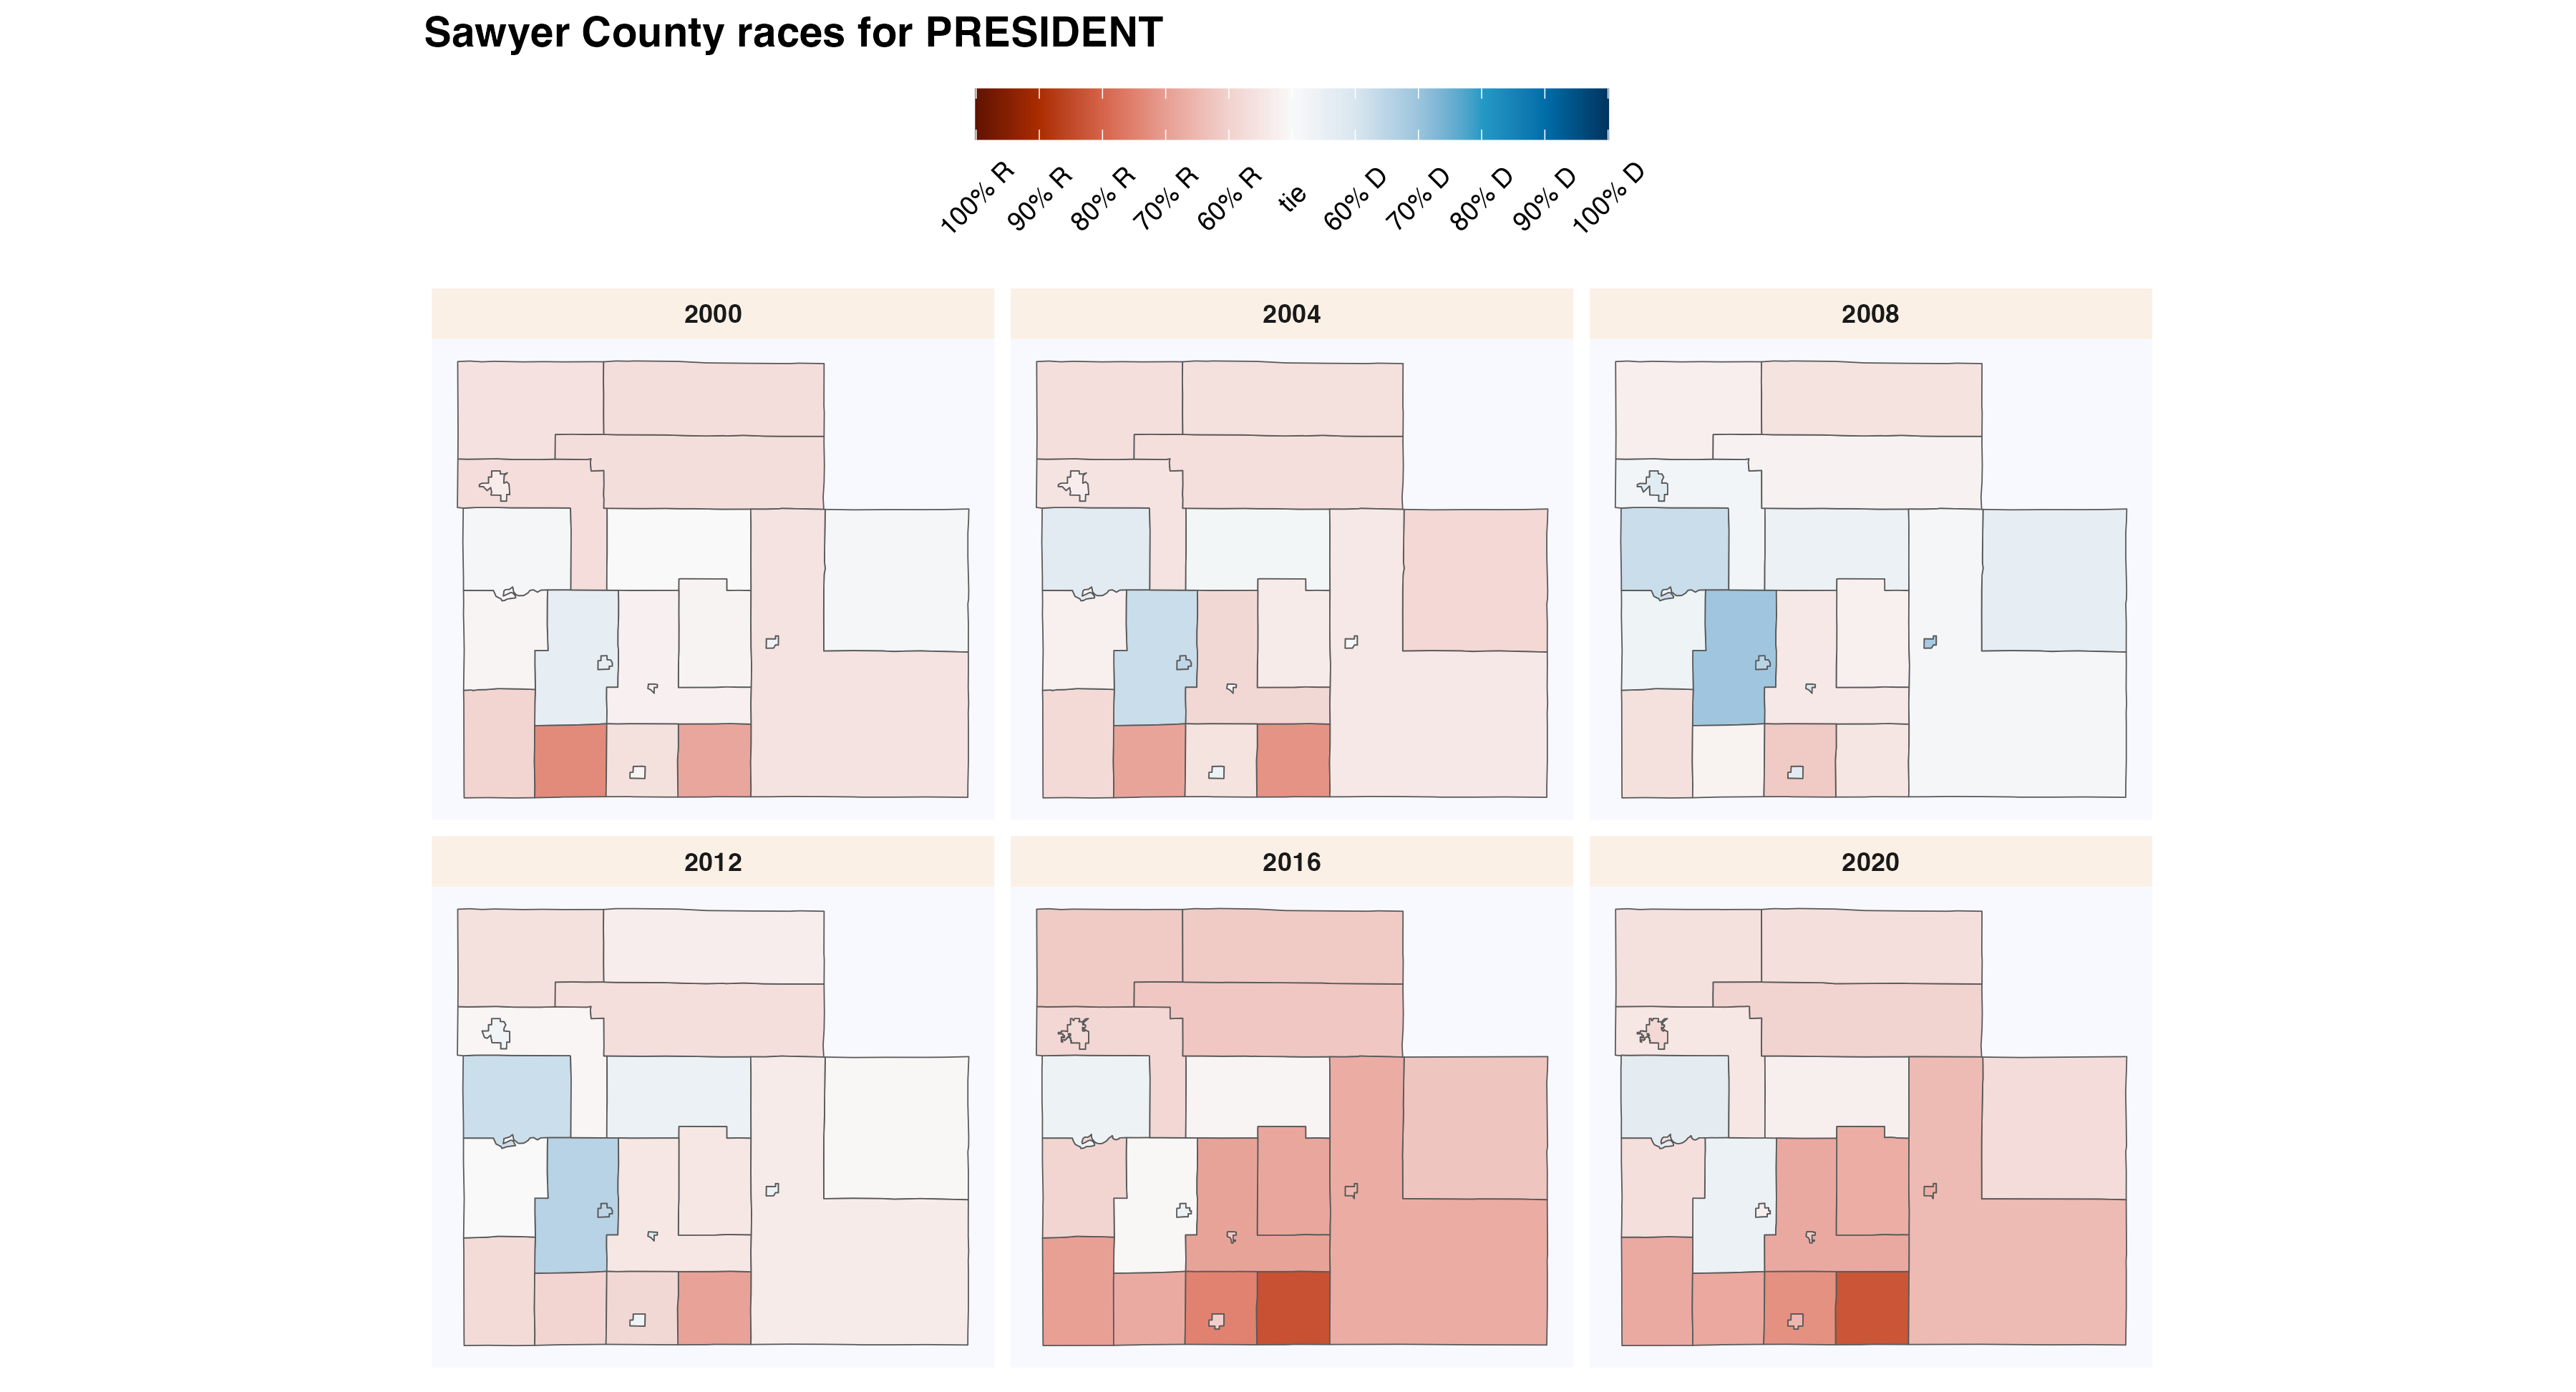 Sawyer County races for PRESIDENT
100% R
90% R
80% R
70% R
60% R
tie
60% D
70% D
80% D
90% D
100% D
2000
2004
2008
2012
2016
2020